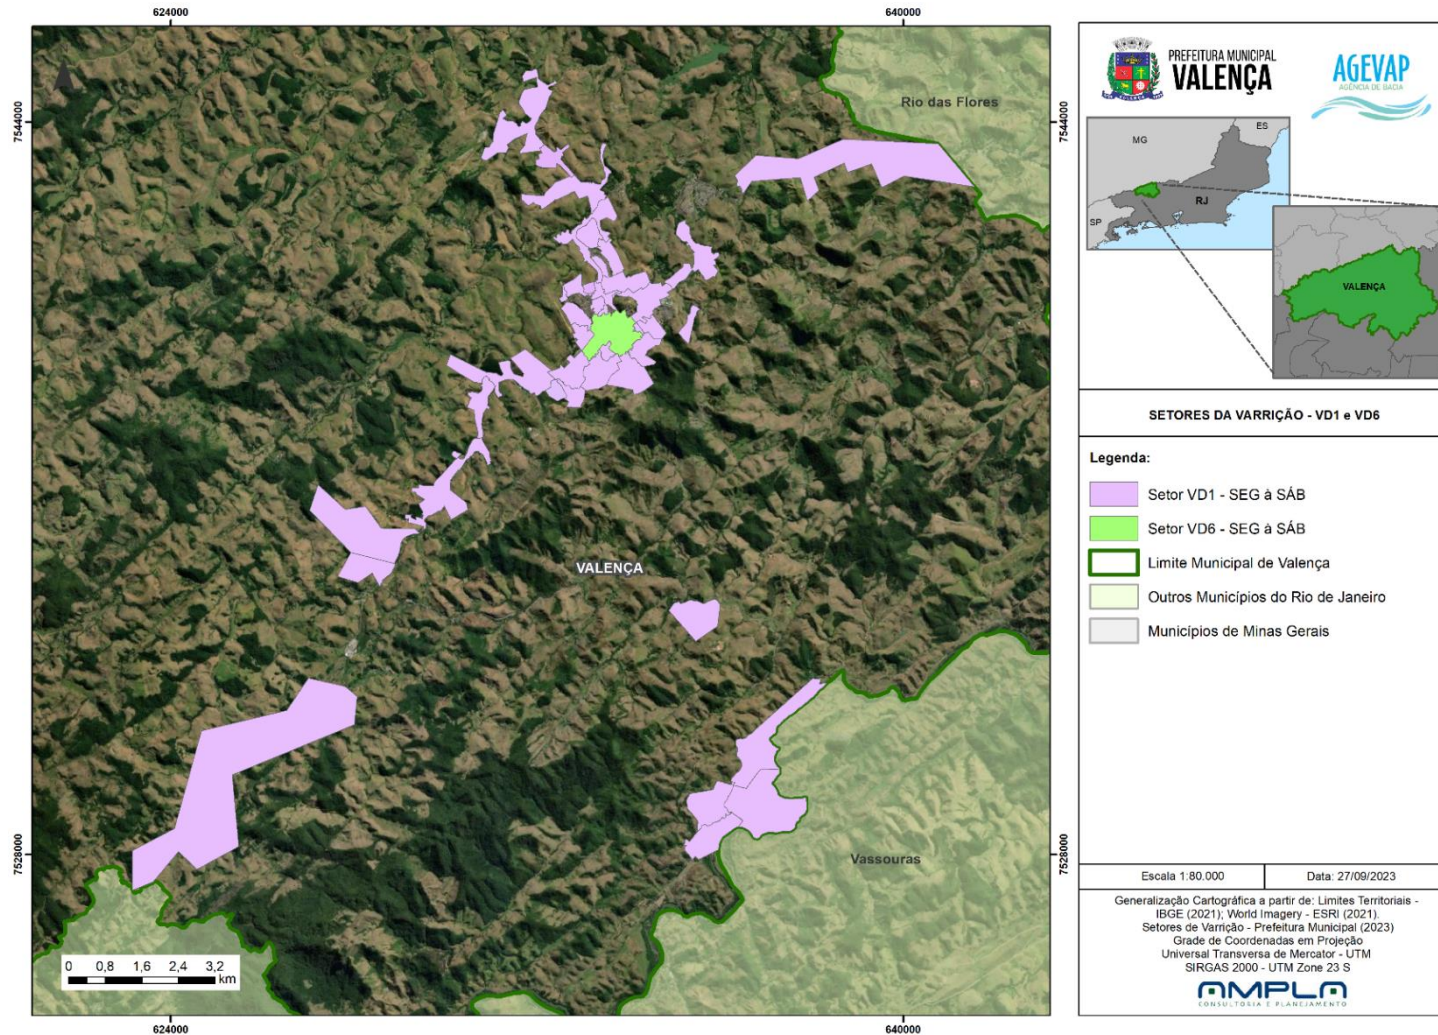 624000
640000
7544000
7544000
Rio das Flores
VALENÇA
Vassouras
7528000
7528000
0 0,8 1,6 2,4 3,2
km
624000
640000
PREFEITURA MUNICIPAL
VALENÇA
AGEVAP
AGÊNCIA DE BACIA
MG
ES
RJ
SP
VALENÇA
SETORES DA VARRIÇÃO - VD1 e VD6
Legenda:
Setor VD1 - SEG à SÁB
Setor VD6 - SEG à SÁB
Limite Municipal de Valença
Outros Municípios do Rio de Janeiro
Municípios de Minas Gerais
Escala 1:80.000
Data: 27/09/2023
Generalização Cartográfica a partir de: Limites Territoriais -
IBGE (2021); World Imagery - ESRI (2021).
Setores de Varrição - Prefeitura Municipal (2023)
Grade de Coordenadas em Projeção
Universal Transversa de Mercator - UTM
SIRGAS 2000 - UTM Zone 23 S
AMPLA
CONSULTORIA E PLANEJAMENTO